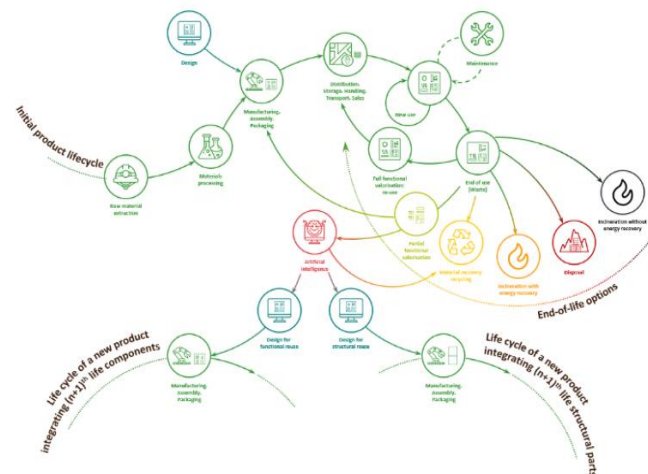 Design
Maintenance
Distribution,
Storage, Handling,
Transport, Sales
Manufacturing,
Assembly,
Packaging
New use
Initial product lifecycle
Materials
processing
Full functional
valorisation:
re-use
End of use
(Waste)
Raw material
extraction
Incineration without
energy recovery
Partial
functional
valorisation
Artificial
intelligence
Material recovery
recycling
Incineration with
energy recovery
Disposal
End-of-life options
Design for
functional reuse
Design for
structural reuse
Life cycle of a new product
integrating (n+1)th life components
Manufacturing,
Assembly,
Packaging
Manufacturing,
Assembly,
Packaging
Life cycle of a new product
integrating (n+1)th life structural parts